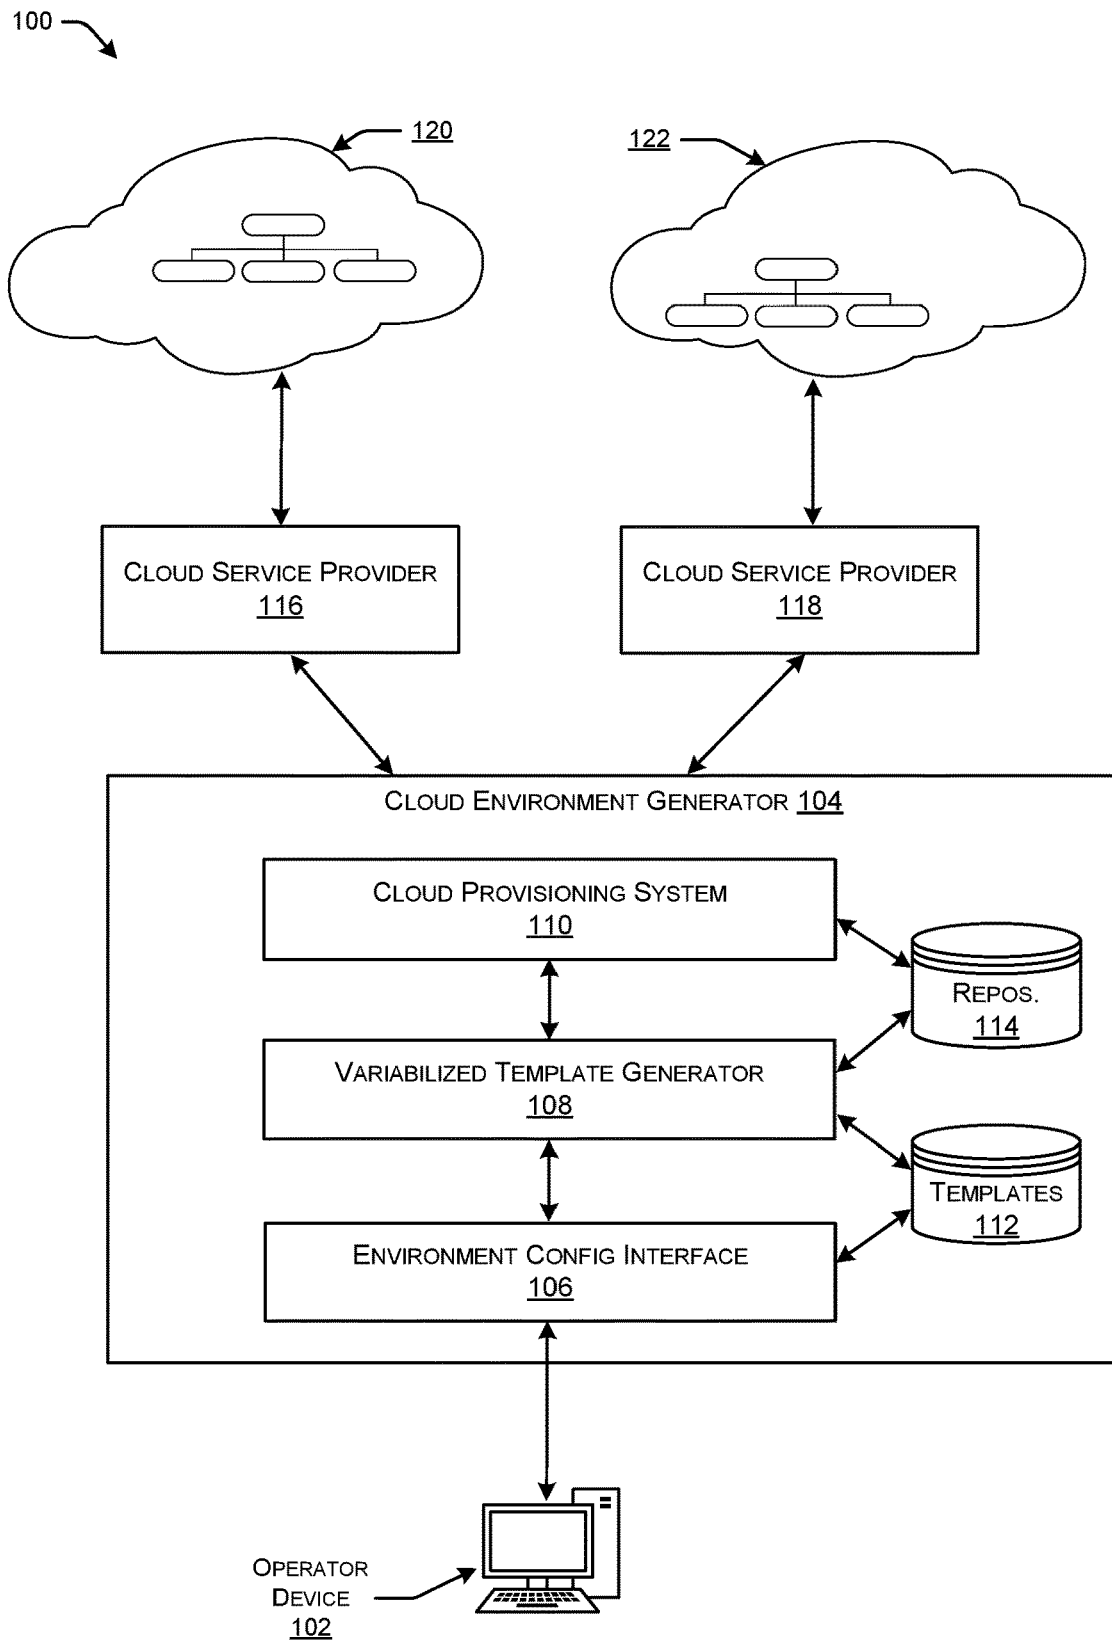 100
120
122
CLOUD SERVICE PROVIDER
116
CLOUD SERVICE PROVIDER
118
CLOUD ENVIRONMENT GENERATOR 104
CLOUD PROVISIONING SYSTEM
110
REPOS.
114
VARIABILIZED TEMPLATE GENERATOR
108
TEMPLATES
112
ENVIRONMENT CONFIG INTERFACE
106
OPERATOR
DEVICE
102